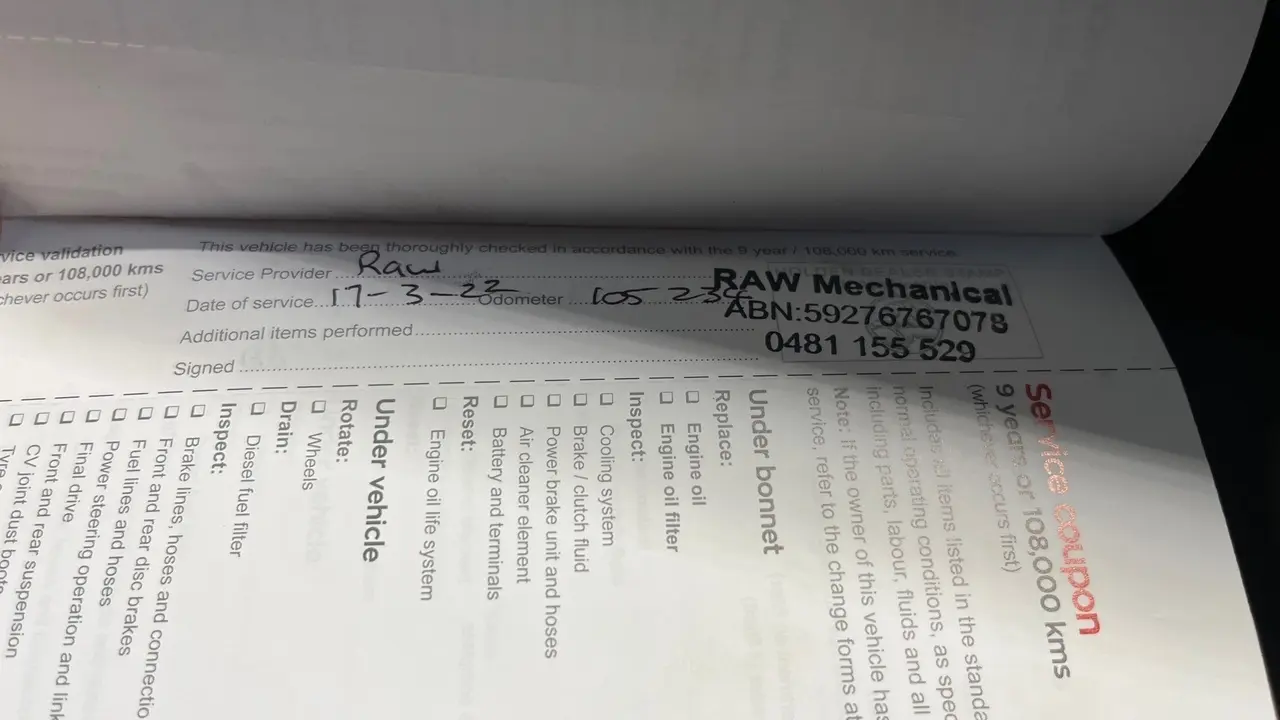 vice validation
ars or 108,000 kms
chever occurs first)
This vehicle has been thoroughly checked in accordance with the 9 year / 108,000 km service.
Service Provider Raw
Date of service 17-3-22 Odometer 105 234
Additional items performed
Signed
RAW Mechanical
ABN:59276767078
0481 155 529
Service coupon
9 years or 108,000 kms
(whichever occurs first)
Includes all items listed in the standa
normal operating conditions, as spec
including parts, labour, fluids and all
Note: If the owner of this vehicle has
service, refer to the change forms at
Under bonnet
Replace:
Engine oil
Engine oil filter
Inspect:
Cooling system
Brake / clutch fluid
Power brake unit and hoses
Air cleaner element
Battery and terminals
Reset:
Engine oil life system
Under vehicle
Rotate:
Wheels
Drain:
Diesel fuel filter
Inspect:
Brake lines, hoses and connectio
Front and rear disc brakes
Fuel lines and hoses
Power steering operation and link
Final drive
Front and rear suspension
CV joint dust boots